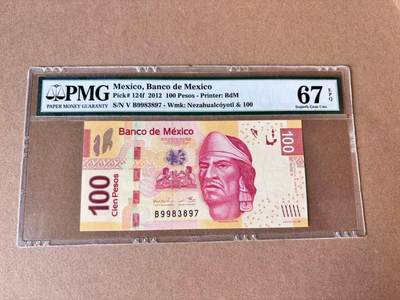 PMG
PAPER MONEY GUARANTY
Mexico, Banco de Mexico
Pick# 124f 2012 100 Pesos - Printer: BdM
S/N V B9983897 - Wmk: Nezahualcóyotl & 100
67 EPQ
Superb Gem Unc
Banco de México
100
100
Cien Pesos
B9983897